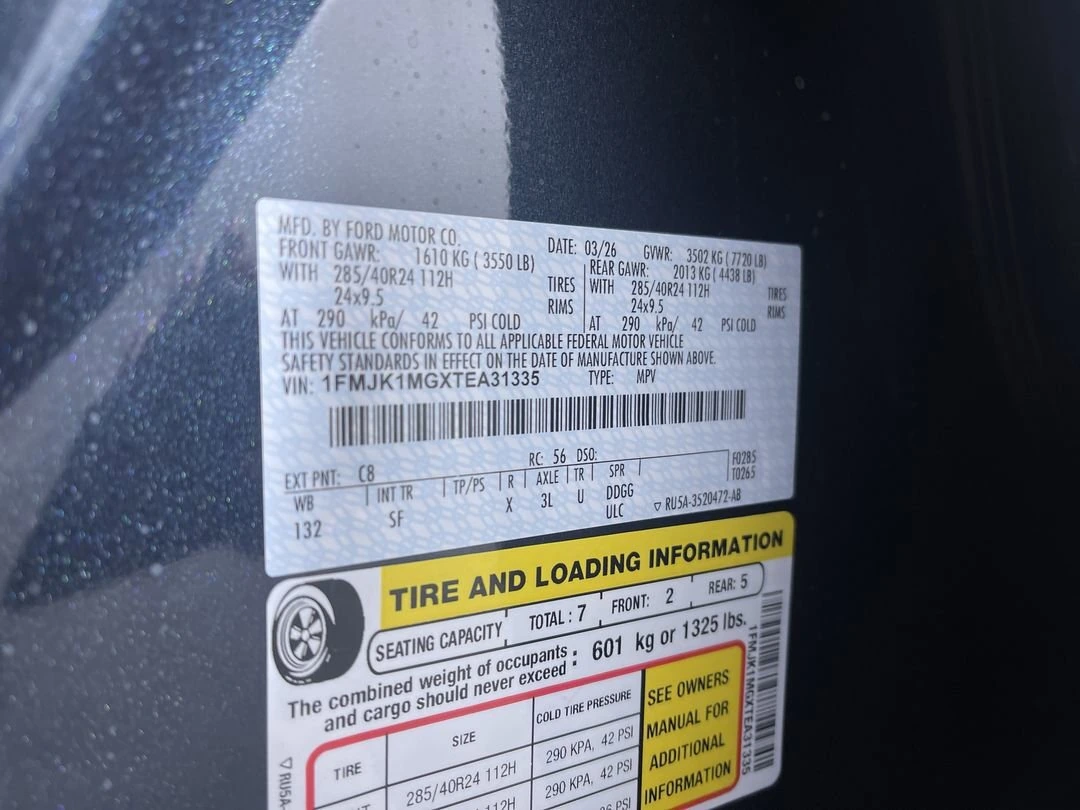 MFD. BY FORD MOTOR CO.
DATE: 03/26 GVWR: 3502 KG ( 7720 LB)
FRONT GAWR: 1610 KG ( 3550 LB) REAR GAWR: 2013 KG ( 4438 LB)
WITH 285/40R24 112H TIRES WITH 285/40R24 112H TIRES
24x9.5 RIMS 24x9.5 RIMS
AT 290 kPa/ 42 PSI COLD AT 290 kPa/ 42 PSI COLD
THIS VEHICLE CONFORMS TO ALL APPLICABLE FEDERAL MOTOR VEHICLE
SAFETY STANDARDS IN EFFECT ON THE DATE OF MANUFACTURE SHOWN ABOVE.
VIN: 1FMJK1MGXTEA31335 TYPE: MPV
EXT PNT: C8 RC: 56 DSO:
WB INT TR TP/PS R AXLE TR SPR F0285
132 SF X 3L U DDGG T0265
ULC ▽ RU5A-3520472-AB
TIRE AND LOADING INFORMATION
SEATING CAPACITY TOTAL : 7 FRONT: 2 REAR: 5
The combined weight of occupants : 601 kg or 1325 lbs.
and cargo should never exceed :
TIRE SIZE COLD TIRE PRESSURE
285/40R24 112H 290 KPA, 42 PSI
112H 290 KPA, 42 PSI
PSI
SEE OWNERS
MANUAL FOR
ADDITIONAL
INFORMATION
1FMJK1MGXTEA31335
▽ RU5A-